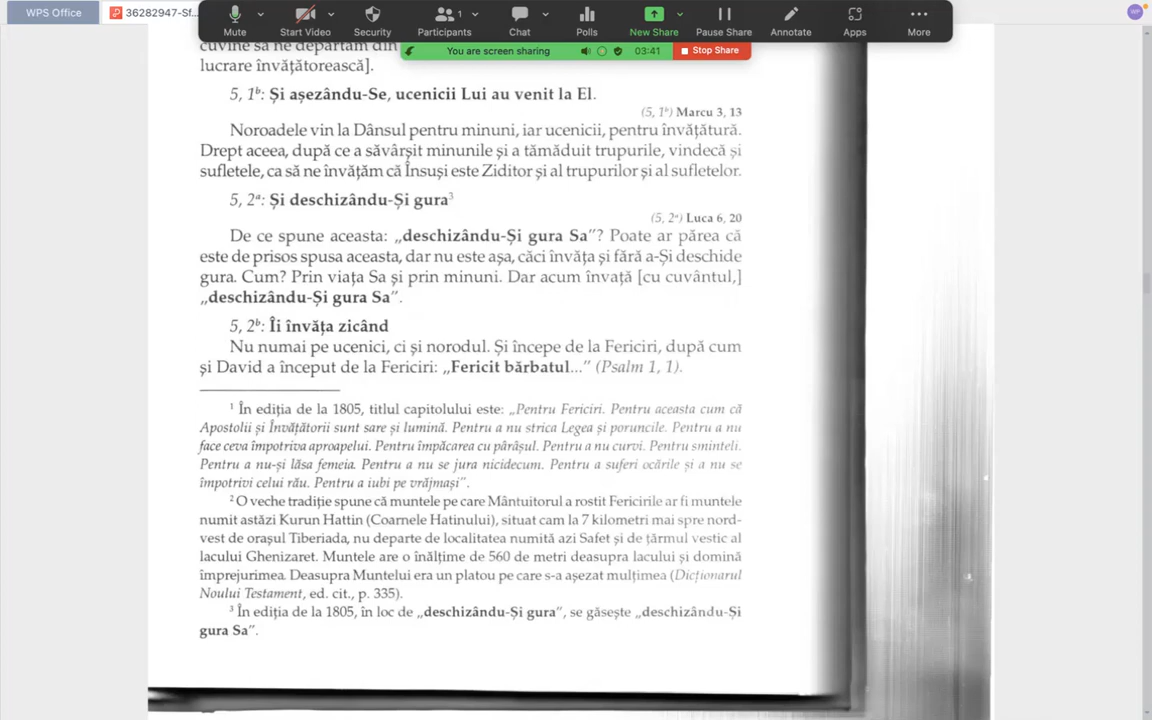 WPS Office
36282947-Sf...
Mute
Start Video
Security
1
Participants
Chat
Polls
New Share
Pause Share
Annotate
Apps
More
You are screen sharing
03:41
Stop Share
WP
cuvine să ne depărtăm din
lucrare învățătorească].
5, 1ᵇ: Și așezându-Se, ucenicii Lui au venit la El.
(5, 1ᵇ) Marcu 3, 13
Noroadele vin la Dânsul pentru minuni, iar ucenicii, pentru învățătură.
Drept aceea, după ce a săvârșit minunile și a tămăduit trupurile, vindecă și
sufletele, ca să ne învățăm că Însuși este Ziditor și al trupurilor și al sufletelor.
5, 2ᵃ: Și deschizându-Și gura³
(5, 2ᵃ) Luca 6, 20
De ce spune aceasta: „deschizându-Și gura Sa”? Poate ar părea că
este de prisos spusa aceasta, dar nu este așa, căci învăța și fără a-Și deschide
gura. Cum? Prin viața Sa și prin minuni. Dar acum învață [cu cuvântul,]
„deschizându-Și gura Sa”.
5, 2ᵇ: Îi învăța zicând
Nu numai pe ucenici, ci și norodul. Și începe de la Fericiri, după cum
și David a început de la Fericiri: „Fericit bărbatul...” (Psalm 1, 1).
¹ În ediția de la 1805, titlul capitolului este: „Pentru Fericiri. Pentru aceasta cum că
Apostolii și Învățătorii sunt sare și lumină. Pentru a nu strica Legea și poruncile. Pentru a nu
face ceva împotriva aproapelui. Pentru împăcarea cu pârâșul. Pentru a nu curvi. Pentru sminteli.
Pentru a nu-și lăsa femeia. Pentru a nu se jura nicidecum. Pentru a suferi ocările și a nu se
împotrivi celui rău. Pentru a iubi pe vrăjmași”.
² O veche tradiție spune că muntele pe care Mântuitorul a rostit Fericirile ar fi muntele
numit astăzi Kurun Hattin (Coarnele Hatinului), situat cam la 7 kilometri mai spre nord-
vest de orașul Tiberiada, nu departe de localitatea numită azi Safet și de țărmul vestic al
lacului Ghenizaret. Muntele are o înălțime de 560 de metri deasupra lacului și domină
împrejurimea. Deasupra Muntelui era un platou pe care s-a așezat mulțimea (Dicționarul
Noului Testament, ed. cit., p. 335).
³ În ediția de la 1805, în loc de „deschizându-Și gura”, se găsește „deschizându-Și
gura Sa”.